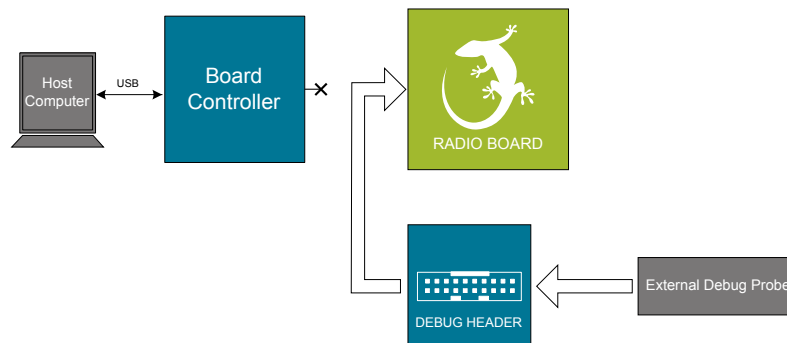 Host
Computer
USB
Board
Controller
RADIO BOARD
DEBUG HEADER
External Debug Probe